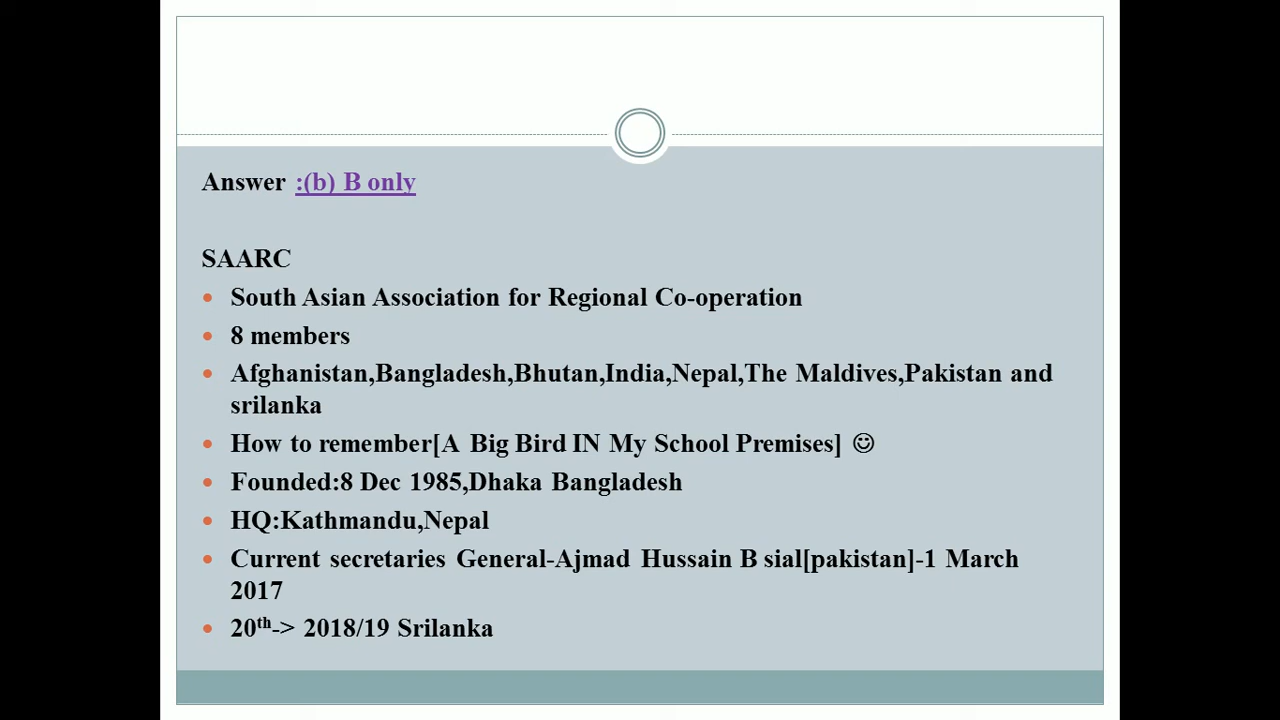 Answer :(b) B only
SAARC
• South Asian Association for Regional Co-operation
• 8 members
• Afghanistan,Bangladesh,Bhutan,India,Nepal,The Maldives,Pakistan and
srilanka
• How to remember[A Big Bird IN My School Premises] ☺
• Founded:8 Dec 1985,Dhaka Bangladesh
• HQ:Kathmandu,Nepal
• Current secretaries General-Ajmad Hussain B sial[pakistan]-1 March
2017
• 20th-> 2018/19 Srilanka